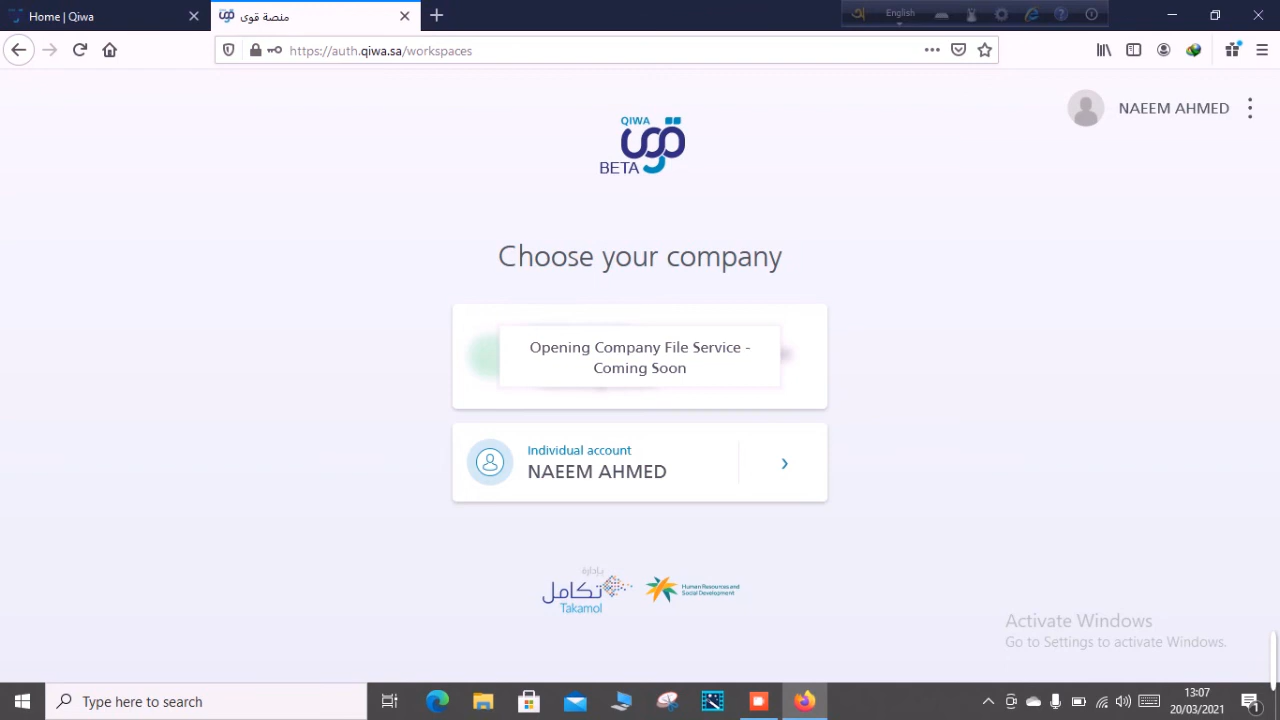 Home | Qiwa
منصة قوى
English
https://auth.qiwa.sa/workspaces
NAEEM AHMED
QIWA
قوى
BETA
Choose your company
Opening Company File Service -
Coming Soon
Individual account
NAEEM AHMED
بإدارة
تكامل
Takamol
Human Resources and
Social Development
Activate Windows
Go to Settings to activate Windows.
Type here to search
13:07
20/03/2021
1